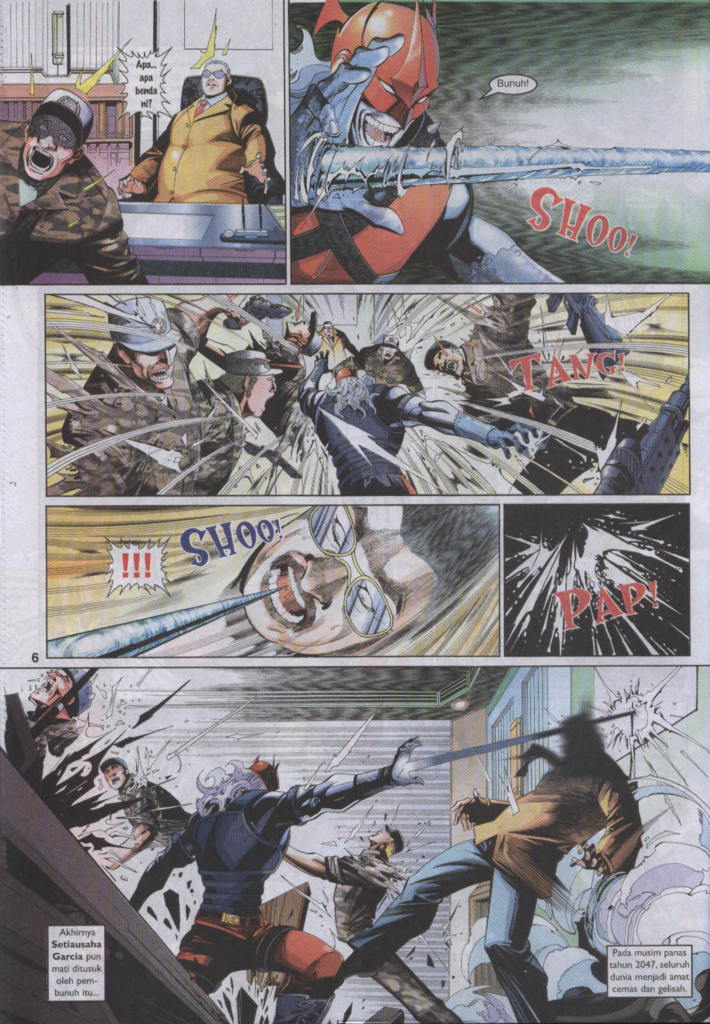 Apa...
apa
benda
ni?
Bunuh!
SHOO!
TANG!
!!!
SHOO!
PAP!
6
Akhirnya
Setiausaha
Garcia pun
mati ditusuk
oleh pem-
bunuh itu...
Pada musim panas
tahun 2047, seluruh
dunia menjadi amat
cemas dan gelisah.